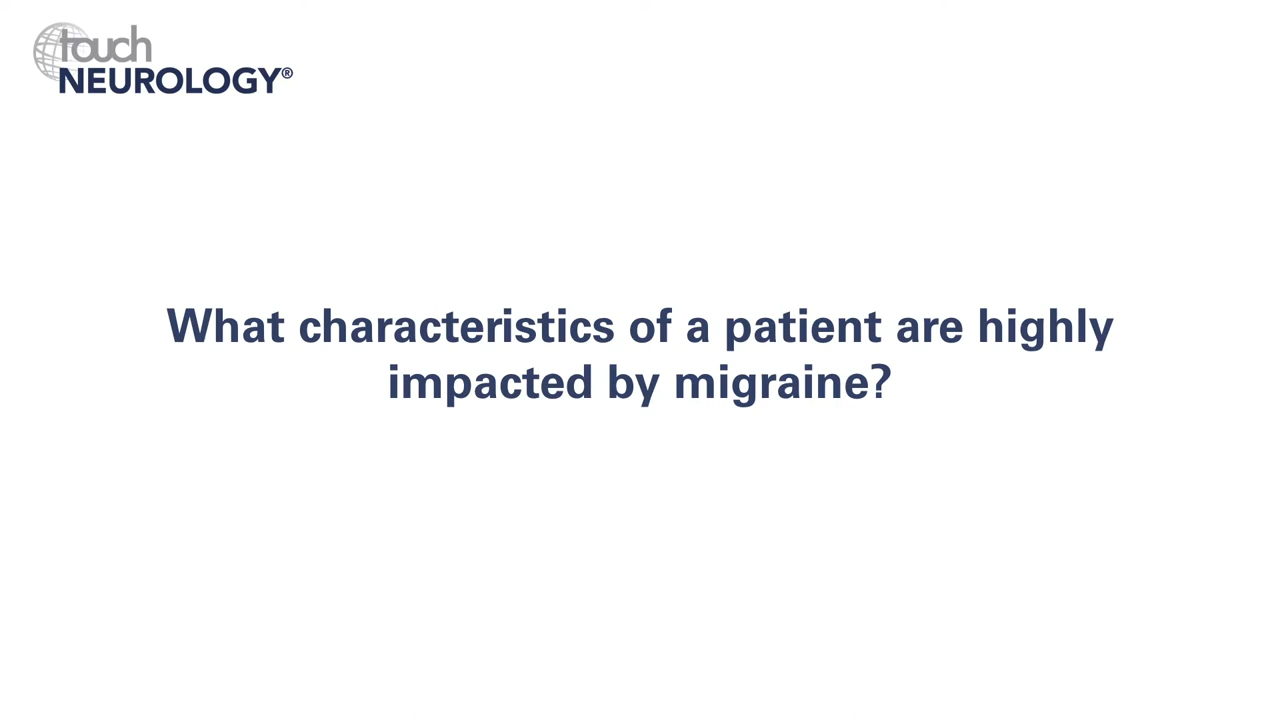 touch
NEUROLOGY®
What characteristics of a patient are highly
impacted by migraine?